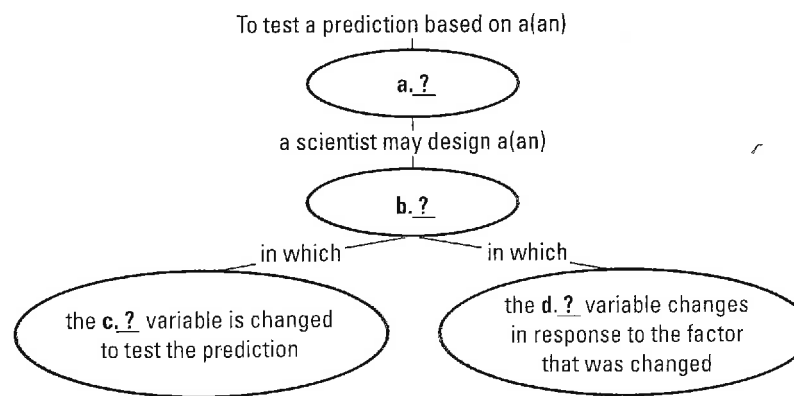 To test a prediction based on a(an)
a. ?
a scientist may design a(an)
b. ?
in which
in which
the c. ? variable is changed
to test the prediction
the d. ? variable changes
in response to the factor
that was changed